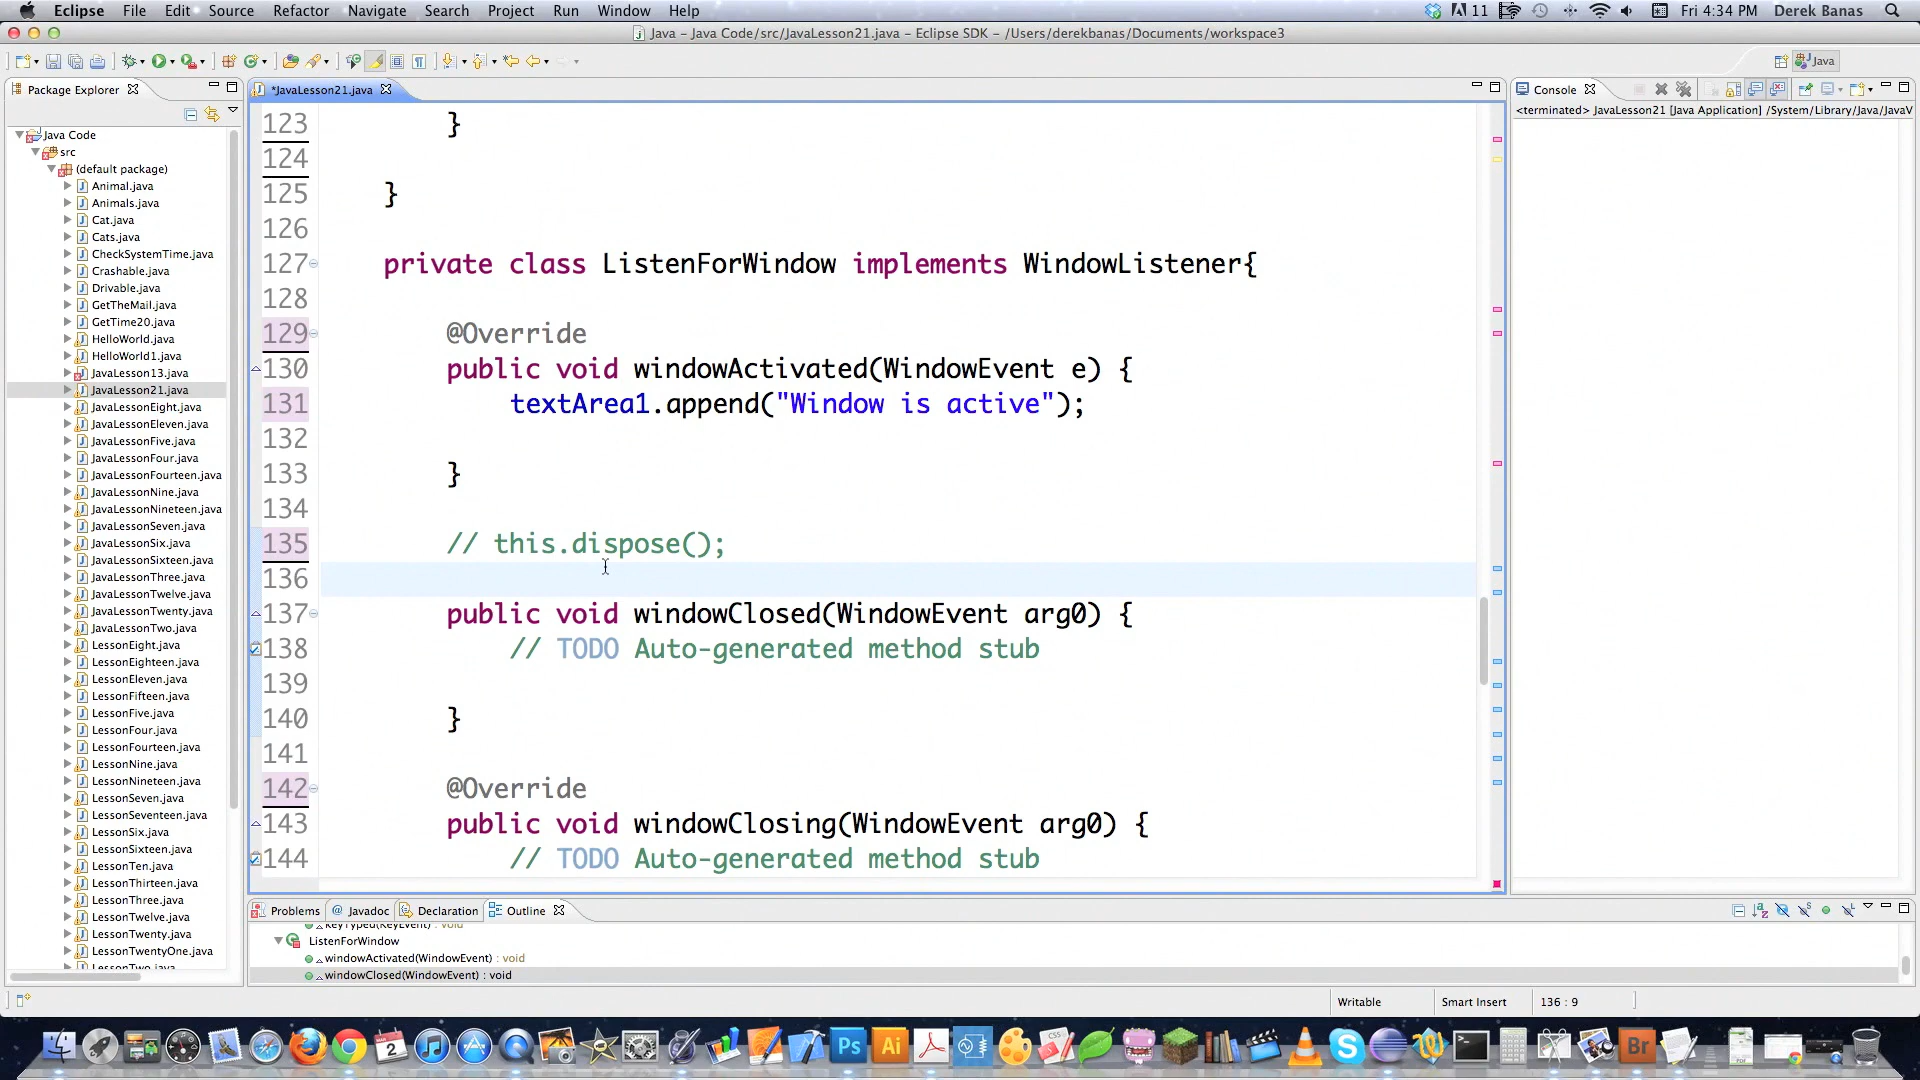 Eclipse File Edit Source Refactor Navigate Search Project Run Window Help 11 Fri 4:34 PM Derek Banas
Java – Java Code/src/JavaLesson21.java – Eclipse SDK – /Users/derekbanas/Documents/workspace3
Java
Package Explorer
*JavaLesson21.java
Console
<terminated> JavaLesson21 [Java Application] /System/Library/Java/JavaV
Java Code
src
(default package)
Animal.java
Animals.java
Cat.java
Cats.java
CheckSystemTime.java
Crashable.java
Drivable.java
GetTheMail.java
GetTime20.java
HelloWorld.java
HelloWorld1.java
JavaLesson13.java
JavaLesson21.java
JavaLessonEight.java
JavaLessonEleven.java
JavaLessonFive.java
JavaLessonFour.java
JavaLessonFourteen.java
JavaLessonNine.java
JavaLessonNineteen.java
JavaLessonSeven.java
JavaLessonSix.java
JavaLessonSixteen.java
JavaLessonThree.java
JavaLessonTwelve.java
JavaLessonTwenty.java
JavaLessonTwo.java
LessonEight.java
LessonEighteen.java
LessonEleven.java
LessonFifteen.java
LessonFive.java
LessonFour.java
LessonFourteen.java
LessonNine.java
LessonNineteen.java
LessonSeven.java
LessonSeventeen.java
LessonSix.java
LessonSixteen.java
LessonTen.java
LessonThirteen.java
LessonThree.java
LessonTwelve.java
LessonTwenty.java
LessonTwentyOne.java
LessonTwo.java
123 }
124
125 }
126
127 private class ListenForWindow implements WindowListener{
128
129 @Override
130 public void windowActivated(WindowEvent e) {
131 textArea1.append("Window is active");
132
133 }
134
135 // this.dispose();
136
137 public void windowClosed(WindowEvent arg0) {
138 // TODO Auto-generated method stub
139
140 }
141
142 @Override
143 public void windowClosing(WindowEvent arg0) {
144 // TODO Auto-generated method stub
Problems @ Javadoc Declaration Outline
keyTyped(KeyEvent) : void
ListenForWindow
windowActivated(WindowEvent) : void
windowClosed(WindowEvent) : void
Writable Smart Insert 136 : 9
2 Ps Ai Br